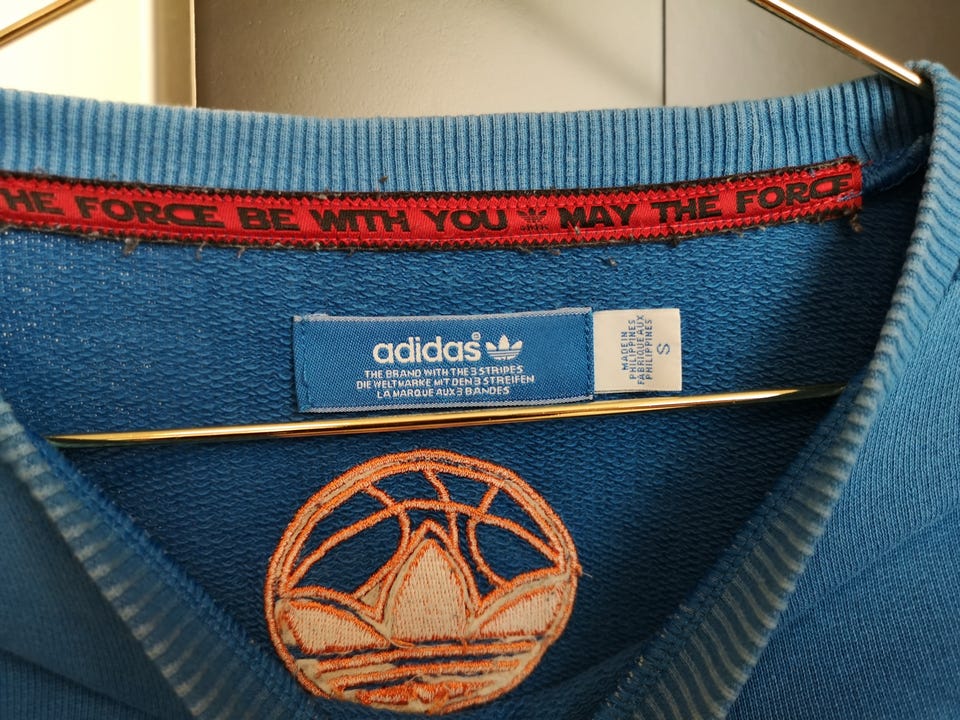 HE FORCE BE WITH YOU MAY THE FORCE
adidas®
THE BRAND WITH THE 3 STRIPES
DIE WELTMARKE MIT DEN 3 STREIFEN
LA MARQUE AUX 3 BANDES
MADE IN
PHILIPPINES
FABRIQUE AUX
PHILIPPINES
S